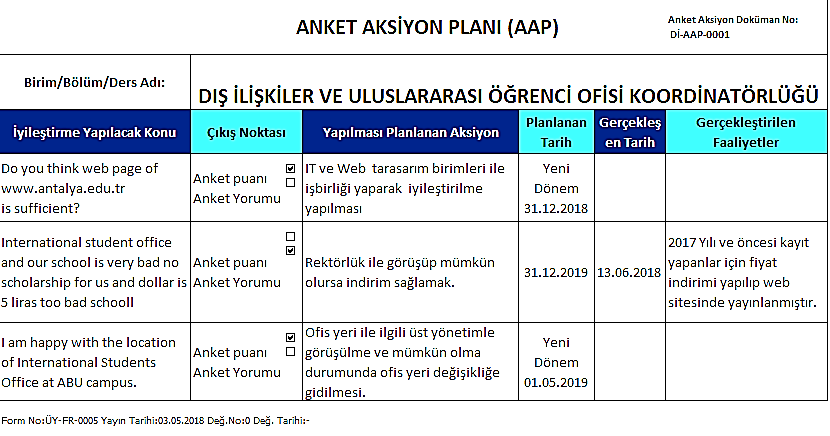 ANKET AKSİYON PLANI (AAP)
Anket Aksiyon Doküman No:
Dİ-AAP-0001
Birim/Bölüm/Ders Adı:
DIŞ İLİŞKİLER VE ULUSLARARASI ÖĞRENCİ OFİSİ KOORDİNATÖRLÜĞÜ
İyileştirme Yapılacak Konu
Çıkış Noktası
Yapılması Planlanan Aksiyon
Planlanan
Tarih
Gerçekleş
en Tarih
Gerçekleştirilen
Faaliyetler
Do you think web page of
www.antalya.edu.tr
is sufficient?
Anket puanı
Anket Yorumu
IT ve Web tarasarım birimleri ile
işbirliği yaparak iyileştirilme
yapılması
Yeni
Dönem
31.12.2018
International student office
and our school is very bad no
scholarship for us and dollar is
5 liras too bad schooll
Anket puanı
Anket Yorumu
Rektörlük ile görüşüp mümkün
olursa indirim sağlamak.
31.12.2019
13.06.2018
2017 Yılı ve öncesi kayıt
yapanlar için fiyat
indirimi yapılıp web
sitesinde yayınlanmıştır.
I am happy with the location
of International Students
Office at ABU campus.
Anket puanı
Anket Yorumu
Ofis yeri ile ilgili üst yönetimle
görüşülme ve mümkün olma
durumunda ofis yeri değişikliğe
gidilmesi.
Yeni
Dönem
01.05.2019
Form No:ÜY-FR-0005 Yayın Tarihi:03.05.2018 Değ.No:0 Değ. Tarihi:-